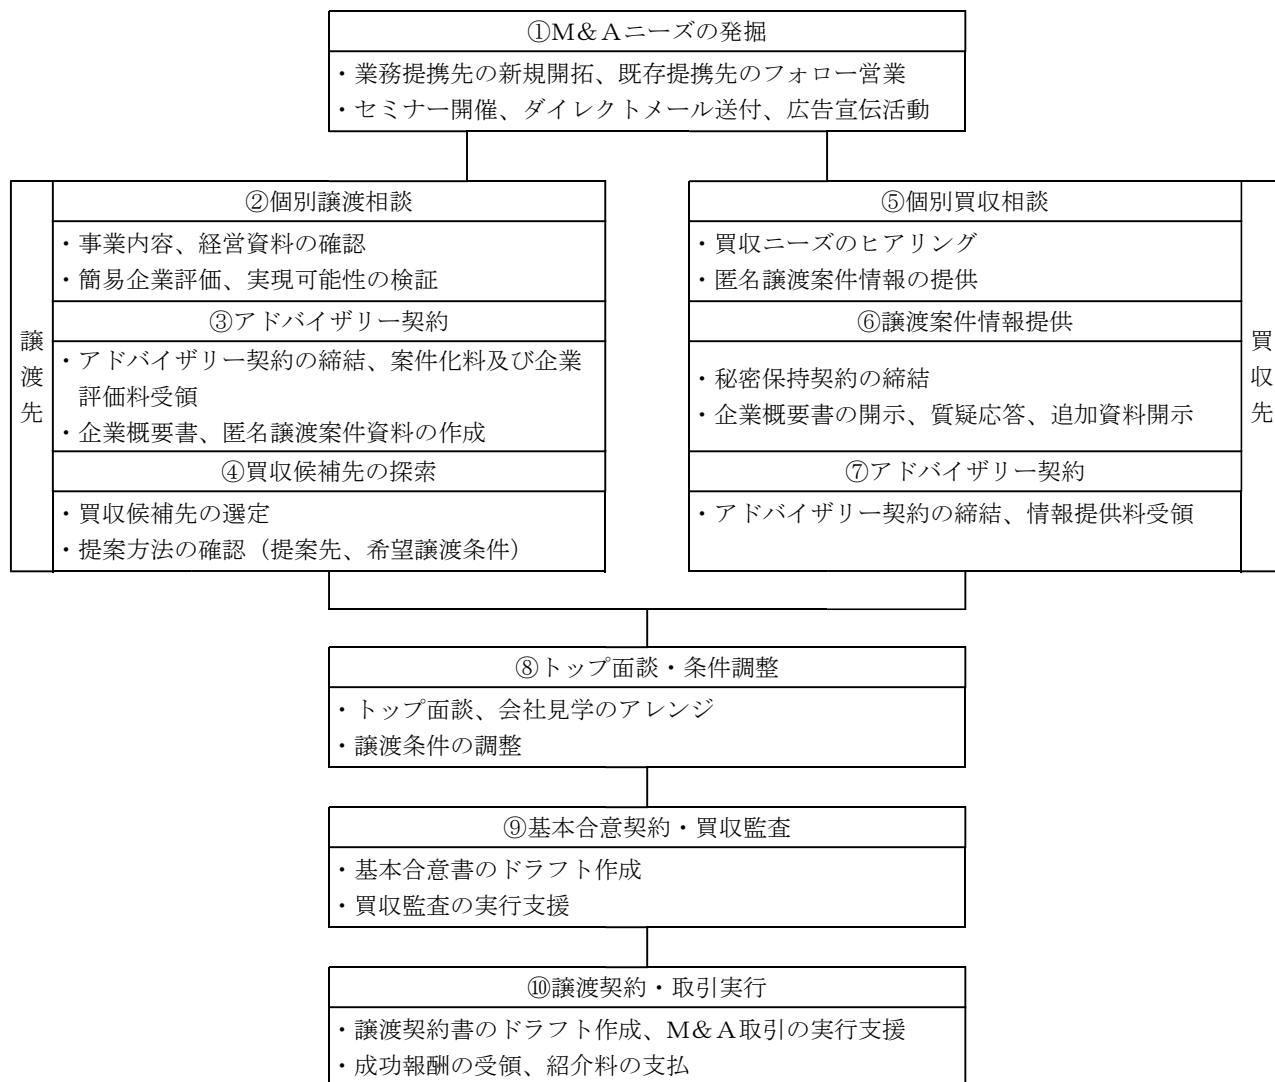 ①M&Aニーズの発掘
・業務提携先の新規開拓、既存提携先のフォロー営業
・セミナー開催、ダイレクトメール送付、広告宣伝活動
譲渡先
②個別譲渡相談
・事業内容、経営資料の確認
・簡易企業評価、実現可能性の検証
③アドバイザリー契約
・アドバイザリー契約の締結、案件化料及び企業
評価料受領
・企業概要書、匿名譲渡案件資料の作成
④買収候補先の探索
・買収候補先の選定
・提案方法の確認（提案先、希望譲渡条件）
⑤個別買収相談
・買収ニーズのヒアリング
・匿名譲渡案件情報の提供
⑥譲渡案件情報提供
・秘密保持契約の締結
・企業概要書の開示、質疑応答、追加資料開示
⑦アドバイザリー契約
・アドバイザリー契約の締結、情報提供料受領
買収先
⑧トップ面談・条件調整
・トップ面談、会社見学のアレンジ
・譲渡条件の調整
⑨基本合意契約・買収監査
・基本合意書のドラフト作成
・買収監査の実行支援
⑩譲渡契約・取引実行
・譲渡契約書のドラフト作成、M&A取引の実行支援
・成功報酬の受領、紹介料の支払